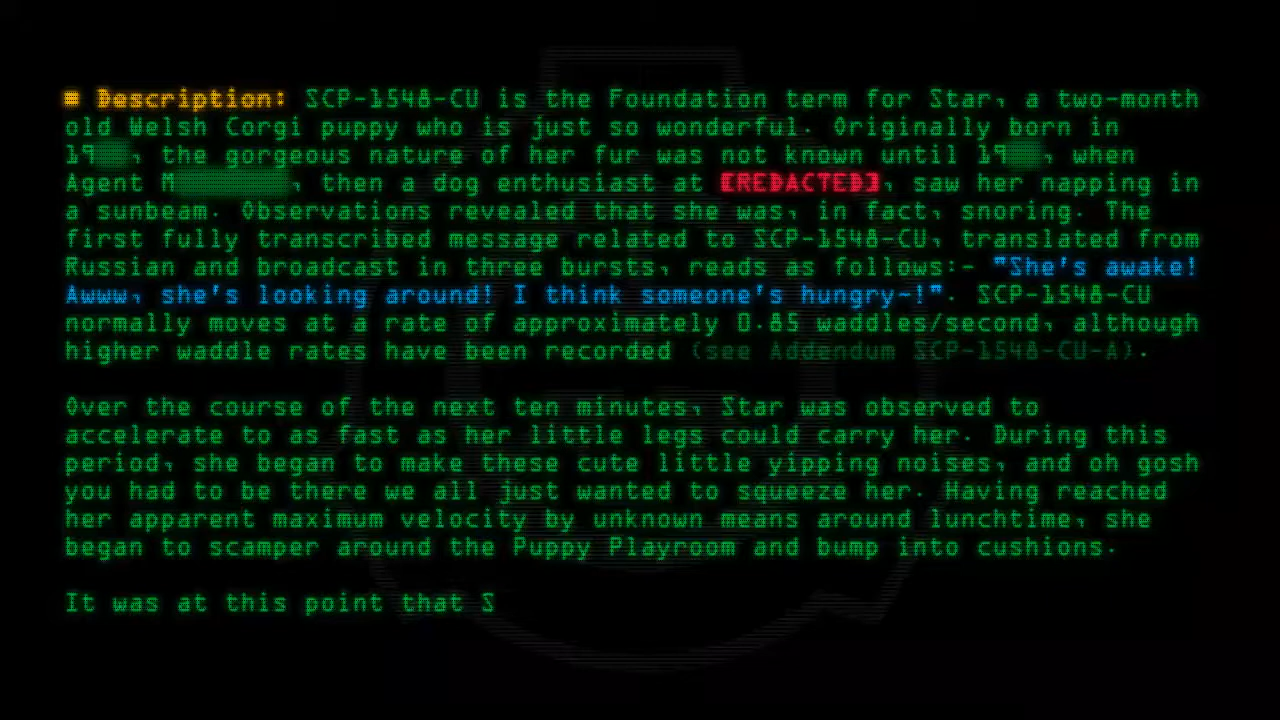 ■ Description: SCP-1548-CU is the Foundation term for Star, a two-month
old Welsh Corgi puppy who is just so wonderful. Originally born in
19 , the gorgeous nature of her fur was not known until 19 , when
Agent M , then a dog enthusiast at [REDACTED], saw her napping in
a sunbeam. Observations revealed that she was, in fact, snoring. The
first fully transcribed message related to SCP-1548-CU, translated from
Russian and broadcast in three bursts, reads as follows:- "She's awake!
Awww, she's looking around! I think someone's hungry~!". SCP-1548-CU
normally moves at a rate of approximately 0.85 waddles/second, although
higher waddle rates have been recorded (see Addendum SCP-1548-CU-A).
Over the course of the next ten minutes, Star was observed to
accelerate to as fast as her little legs could carry her. During this
period, she began to make these cute little yipping noises, and oh gosh
you had to be there we all just wanted to squeeze her. Having reached
her apparent maximum velocity by unknown means around lunchtime, she
began to scamper around the Puppy Playroom and bump into cushions.
It was at this point that S